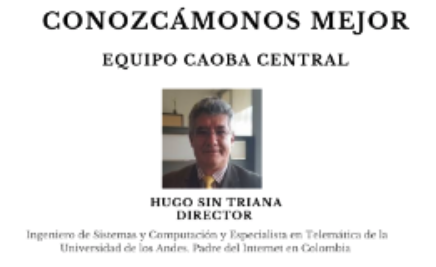 CONOZCÁMONOS MEJOR
EQUIPO CAOBA CENTRAL
HUGO SIN TRIANA
DIRECTOR
Ingeniero de Sistemas y Computación y Especialista en Telemática de la
Universidad de los Andes. Padre del Internet en Colombia